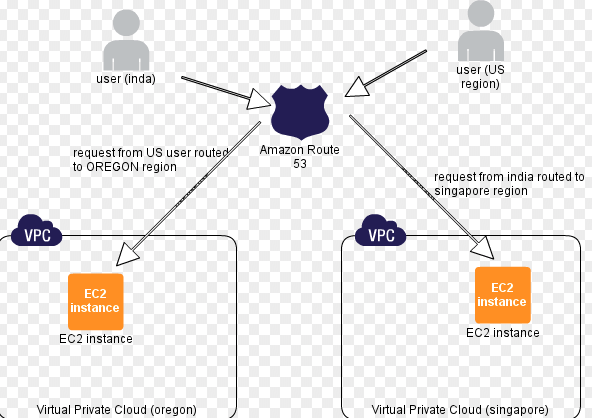 user (inda)
user (US
region)
Amazon Route
53
request from US user routed
to OREGON region
request from india routed to
singapore region
VPC
VPC
EC2
instance
EC2 instance
EC2
instance
EC2 instance
Virtual Private Cloud (oregon)
Virtual Private Cloud (singapore)